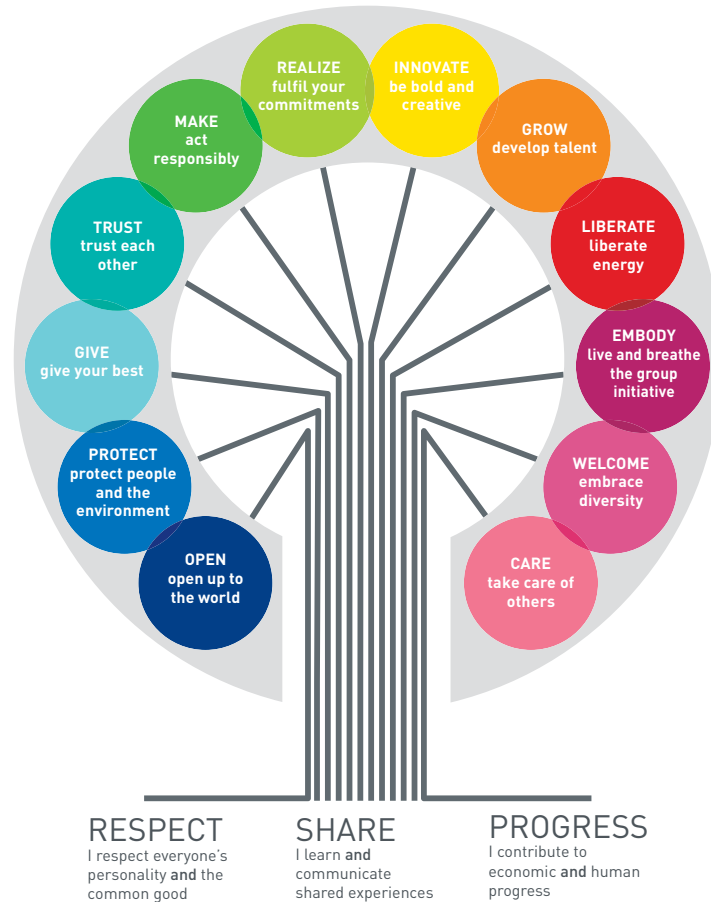 REALIZE
fulfil your
commitments
INNOVATE
be bold and
creative
MAKE
act
responsibly
GROW
develop talent
TRUST
trust each
other
LIBERATE
liberate
energy
GIVE
give your best
EMBODY
live and breathe
the group
initiative
PROTECT
protect people
and the
environment
WELCOME
embrace
diversity
OPEN
open up to
the world
CARE
take care of
others
RESPECT
I respect everyone's
personality and the
common good
SHARE
I learn and
communicate
shared experiences
PROGRESS
I contribute to
economic and human
progress